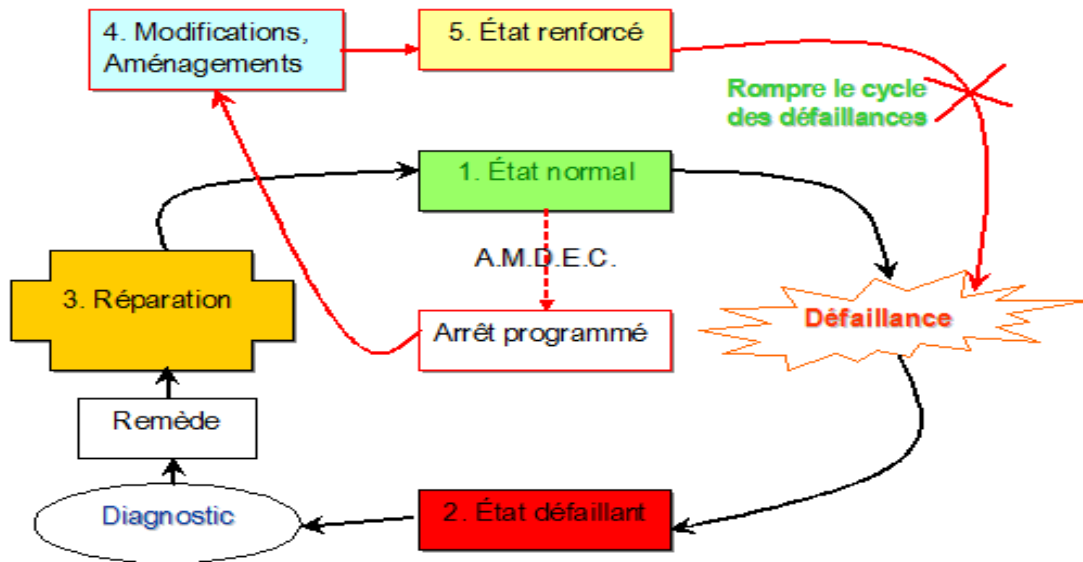 4. Modifications,
Aménagements
5. État renforcé
Rompre le cycle
des défaillances
1. État normal
A.M.D.E.C.
3. Réparation
Arrêt programmé
Défaillance
Remède
Diagnostic
2. État défaillant